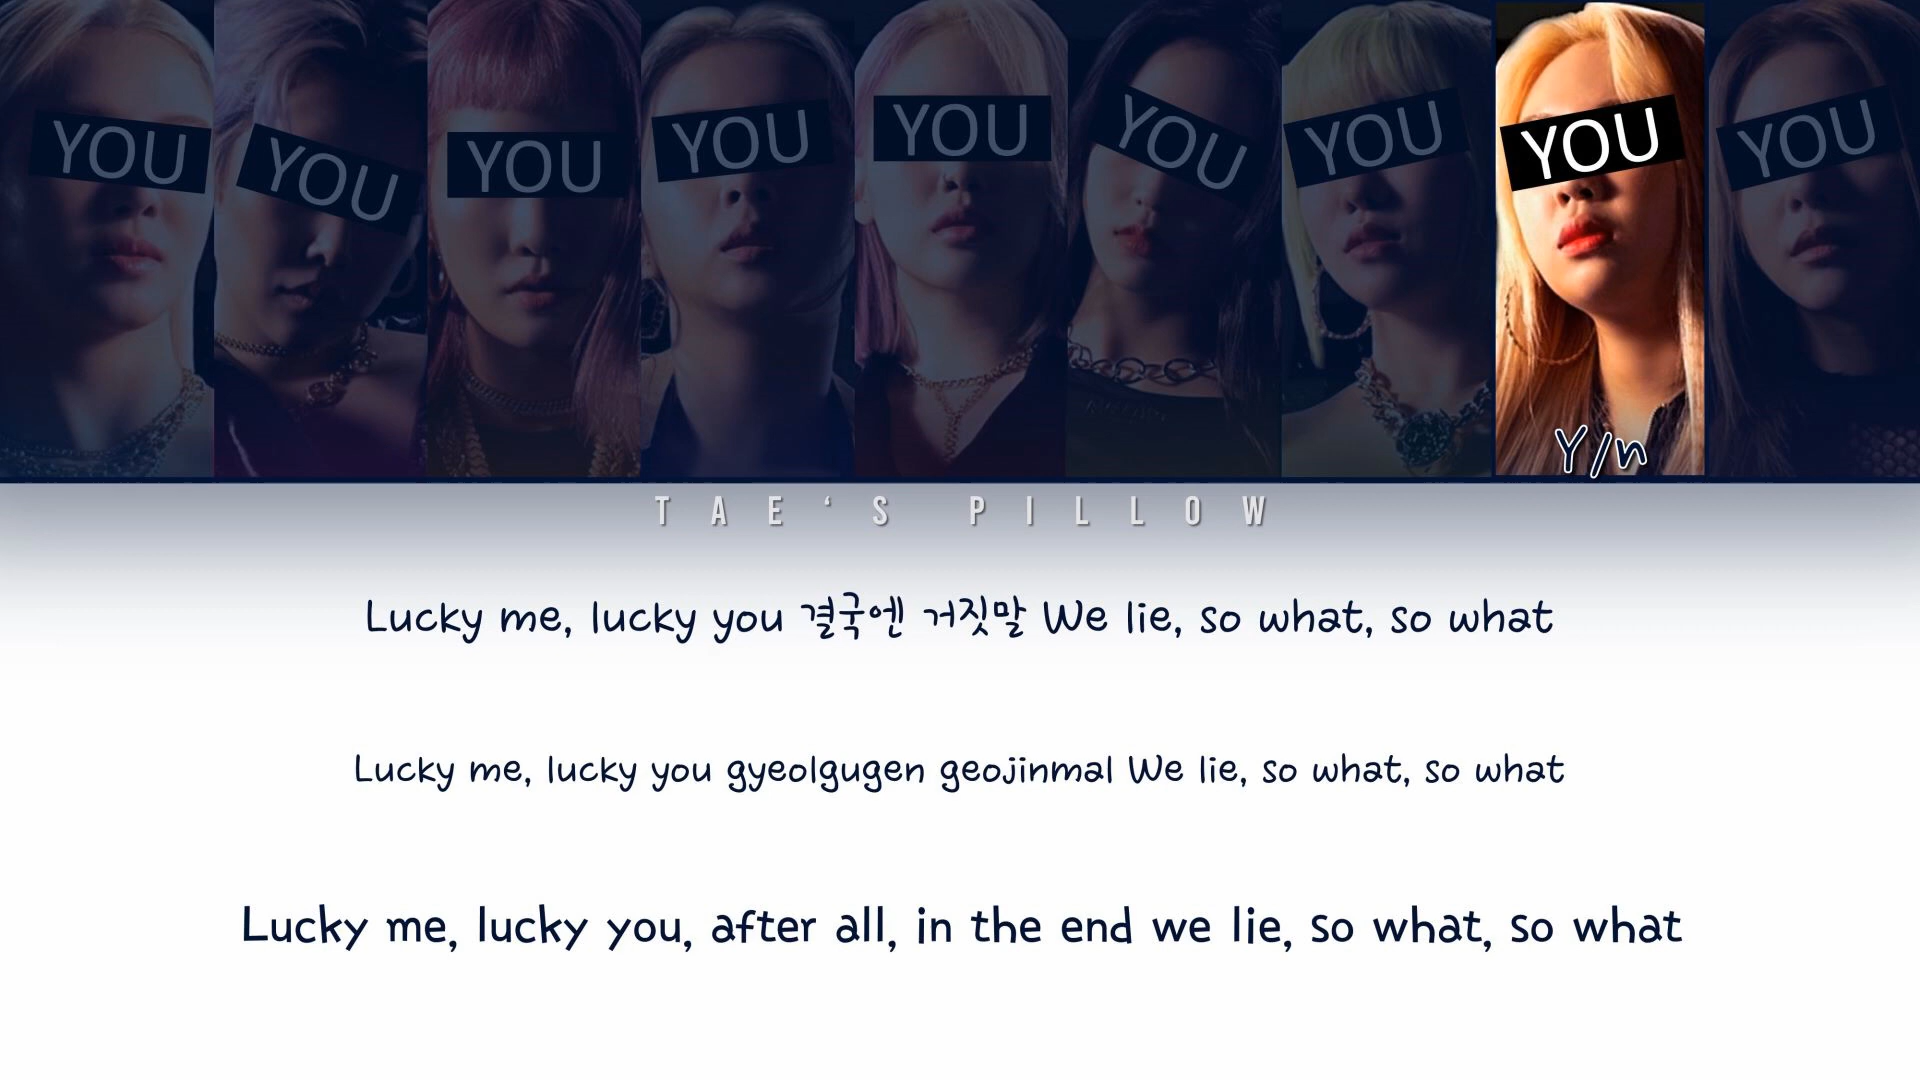 YOU YOU YOU YOU YOU YOU YOU YOU YOU
Y/n
TAE‘S PILLOW
Lucky me, lucky you 결국엔 거짓말 We lie, so what, so what
Lucky me, lucky you gyeolgugen geojinmal We lie, so what, so what
Lucky me, lucky you, after all, in the end we lie, so what, so what